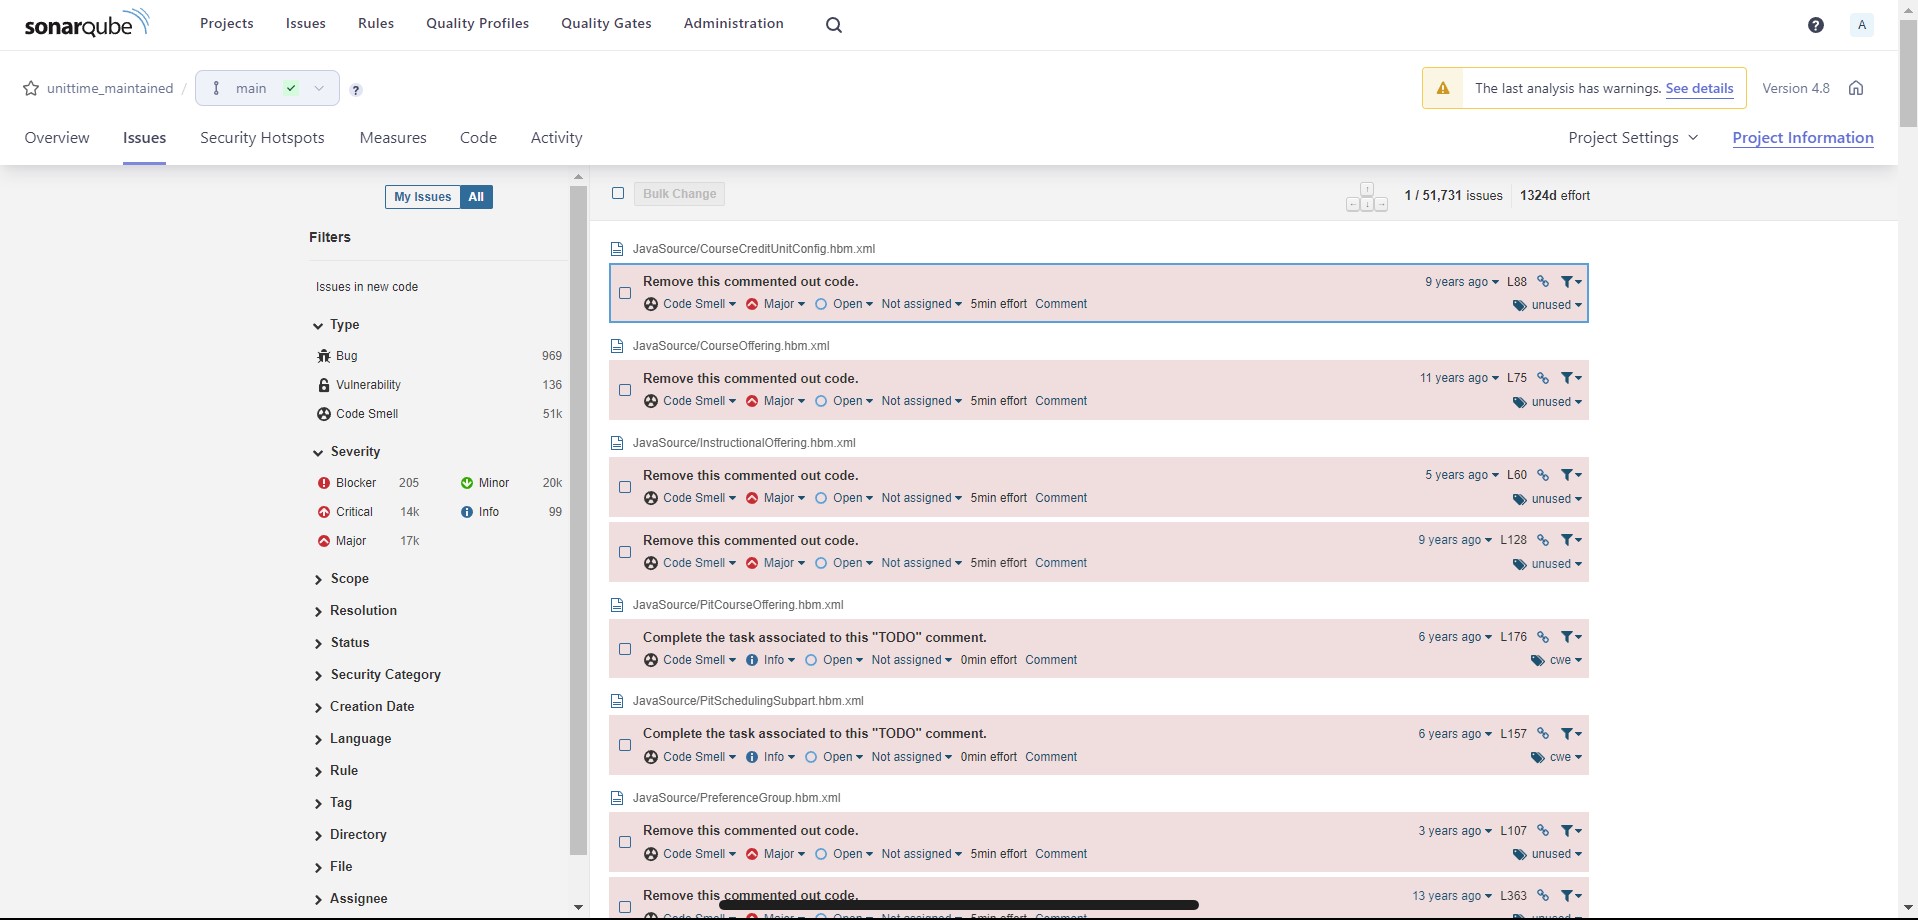 sonarqube
Projects Issues Rules Quality Profiles Quality Gates Administration
? A
unittime_maintained / main ?
The last analysis has warnings. See details Version 4.8
Overview Issues Security Hotspots Measures Code Activity
Project Settings Project Information
My Issues All
Filters
Issues in new code
Type
Bug 969
Vulnerability 136
Code Smell 51k
Severity
Blocker 205 Minor 20k
Critical 14k Info 99
Major 17k
Scope
Resolution
Status
Security Category
Creation Date
Language
Rule
Tag
Directory
File
Assignee
Bulk Change
1 / 51,731 issues 1324d effort
JavaSource/CourseCreditUnitConfig.hbm.xml
Remove this commented out code. 9 years ago L88
Code Smell Major Open Not assigned 5min effort Comment unused
JavaSource/CourseOffering.hbm.xml
Remove this commented out code. 11 years ago L75
Code Smell Major Open Not assigned 5min effort Comment unused
JavaSource/InstructionalOffering.hbm.xml
Remove this commented out code. 5 years ago L60
Code Smell Major Open Not assigned 5min effort Comment unused
Remove this commented out code. 9 years ago L128
Code Smell Major Open Not assigned 5min effort Comment unused
JavaSource/PitCourseOffering.hbm.xml
Complete the task associated to this "TODO" comment. 6 years ago L176
Code Smell Info Open Not assigned 0min effort Comment cwe
JavaSource/PitSchedulingSubpart.hbm.xml
Complete the task associated to this "TODO" comment. 6 years ago L157
Code Smell Info Open Not assigned 0min effort Comment cwe
JavaSource/PreferenceGroup.hbm.xml
Remove this commented out code. 3 years ago L107
Code Smell Major Open Not assigned 5min effort Comment unused
Remove this commented out code. 13 years ago L363